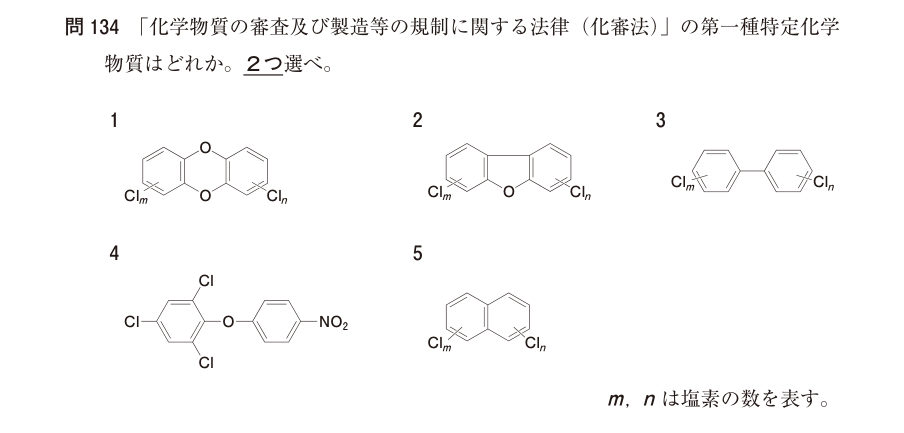 問 134 「化学物質の審査及び製造等の規制に関する法律（化審法）」の第一種特定化学
物質はどれか。2つ選べ。
1 2 3
O
O
Clm Cln
O
Clm Cln
Clm Cln
4 5
Cl
Cl O NO2
Cl
Clm Cln
m，n は塩素の数を表す。